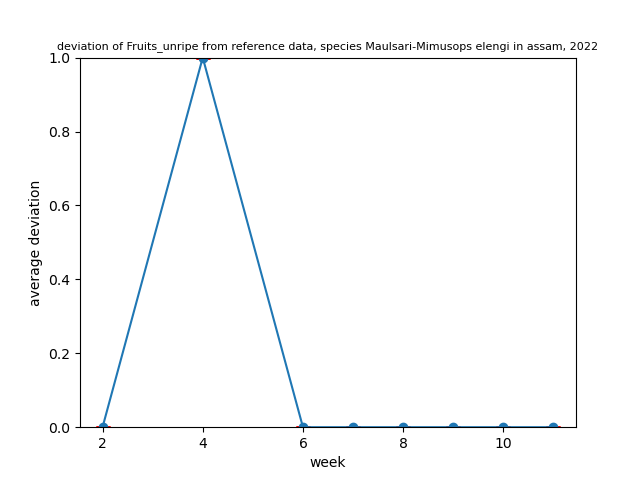 deviation of Fruits_unripe from reference data, species Maulsari-Mimusops elengi in assam, 2022
1.0
0.8
0.6
0.4
0.2
0.0
average deviation
2 4 6 8 10
week